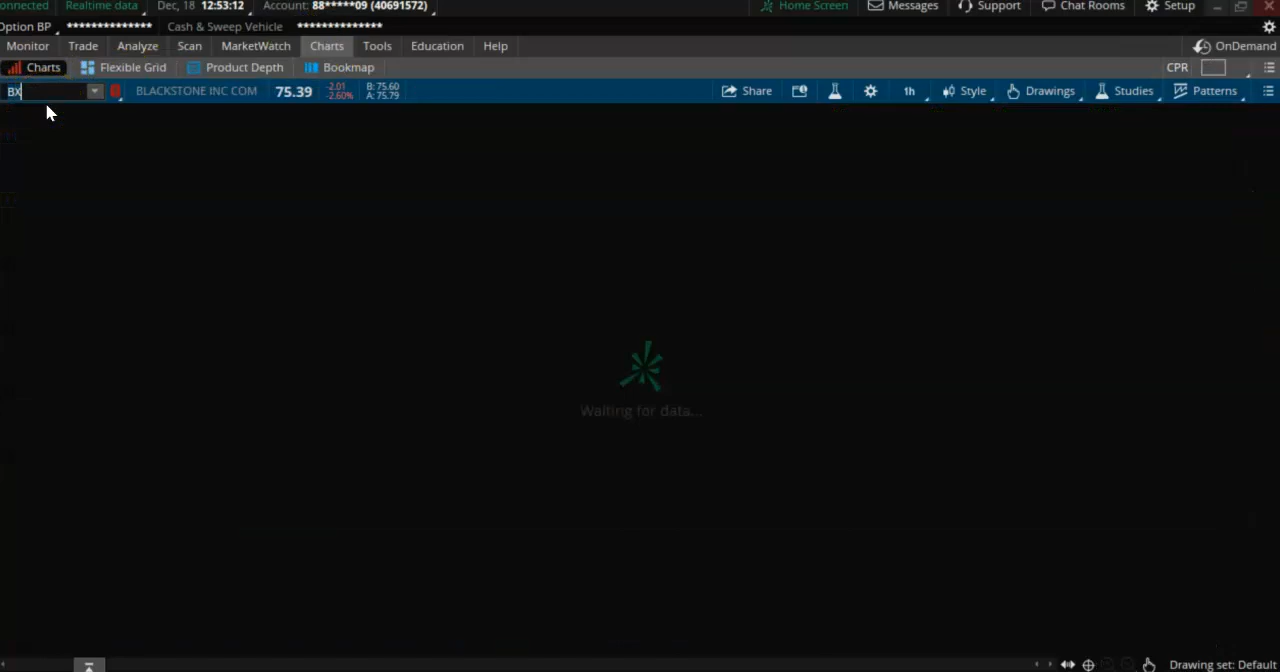 onnected Realtime data Dec, 18 12:53:12 Account: 88*****09 (40691572) Home Screen Messages Support Chat Rooms Setup
Option BP ************** Cash & Sweep Vehicle **************
Monitor Trade Analyze Scan MarketWatch Charts Tools Education Help OnDemand
Charts Flexible Grid Product Depth Bookmap CPR
BX BLACKSTONE INC COM 75.39 -2.01 B: 75.60 Share 1h Style Drawings Studies Patterns
-2.60% A: 75.79
Waiting for data...
Drawing set: Default